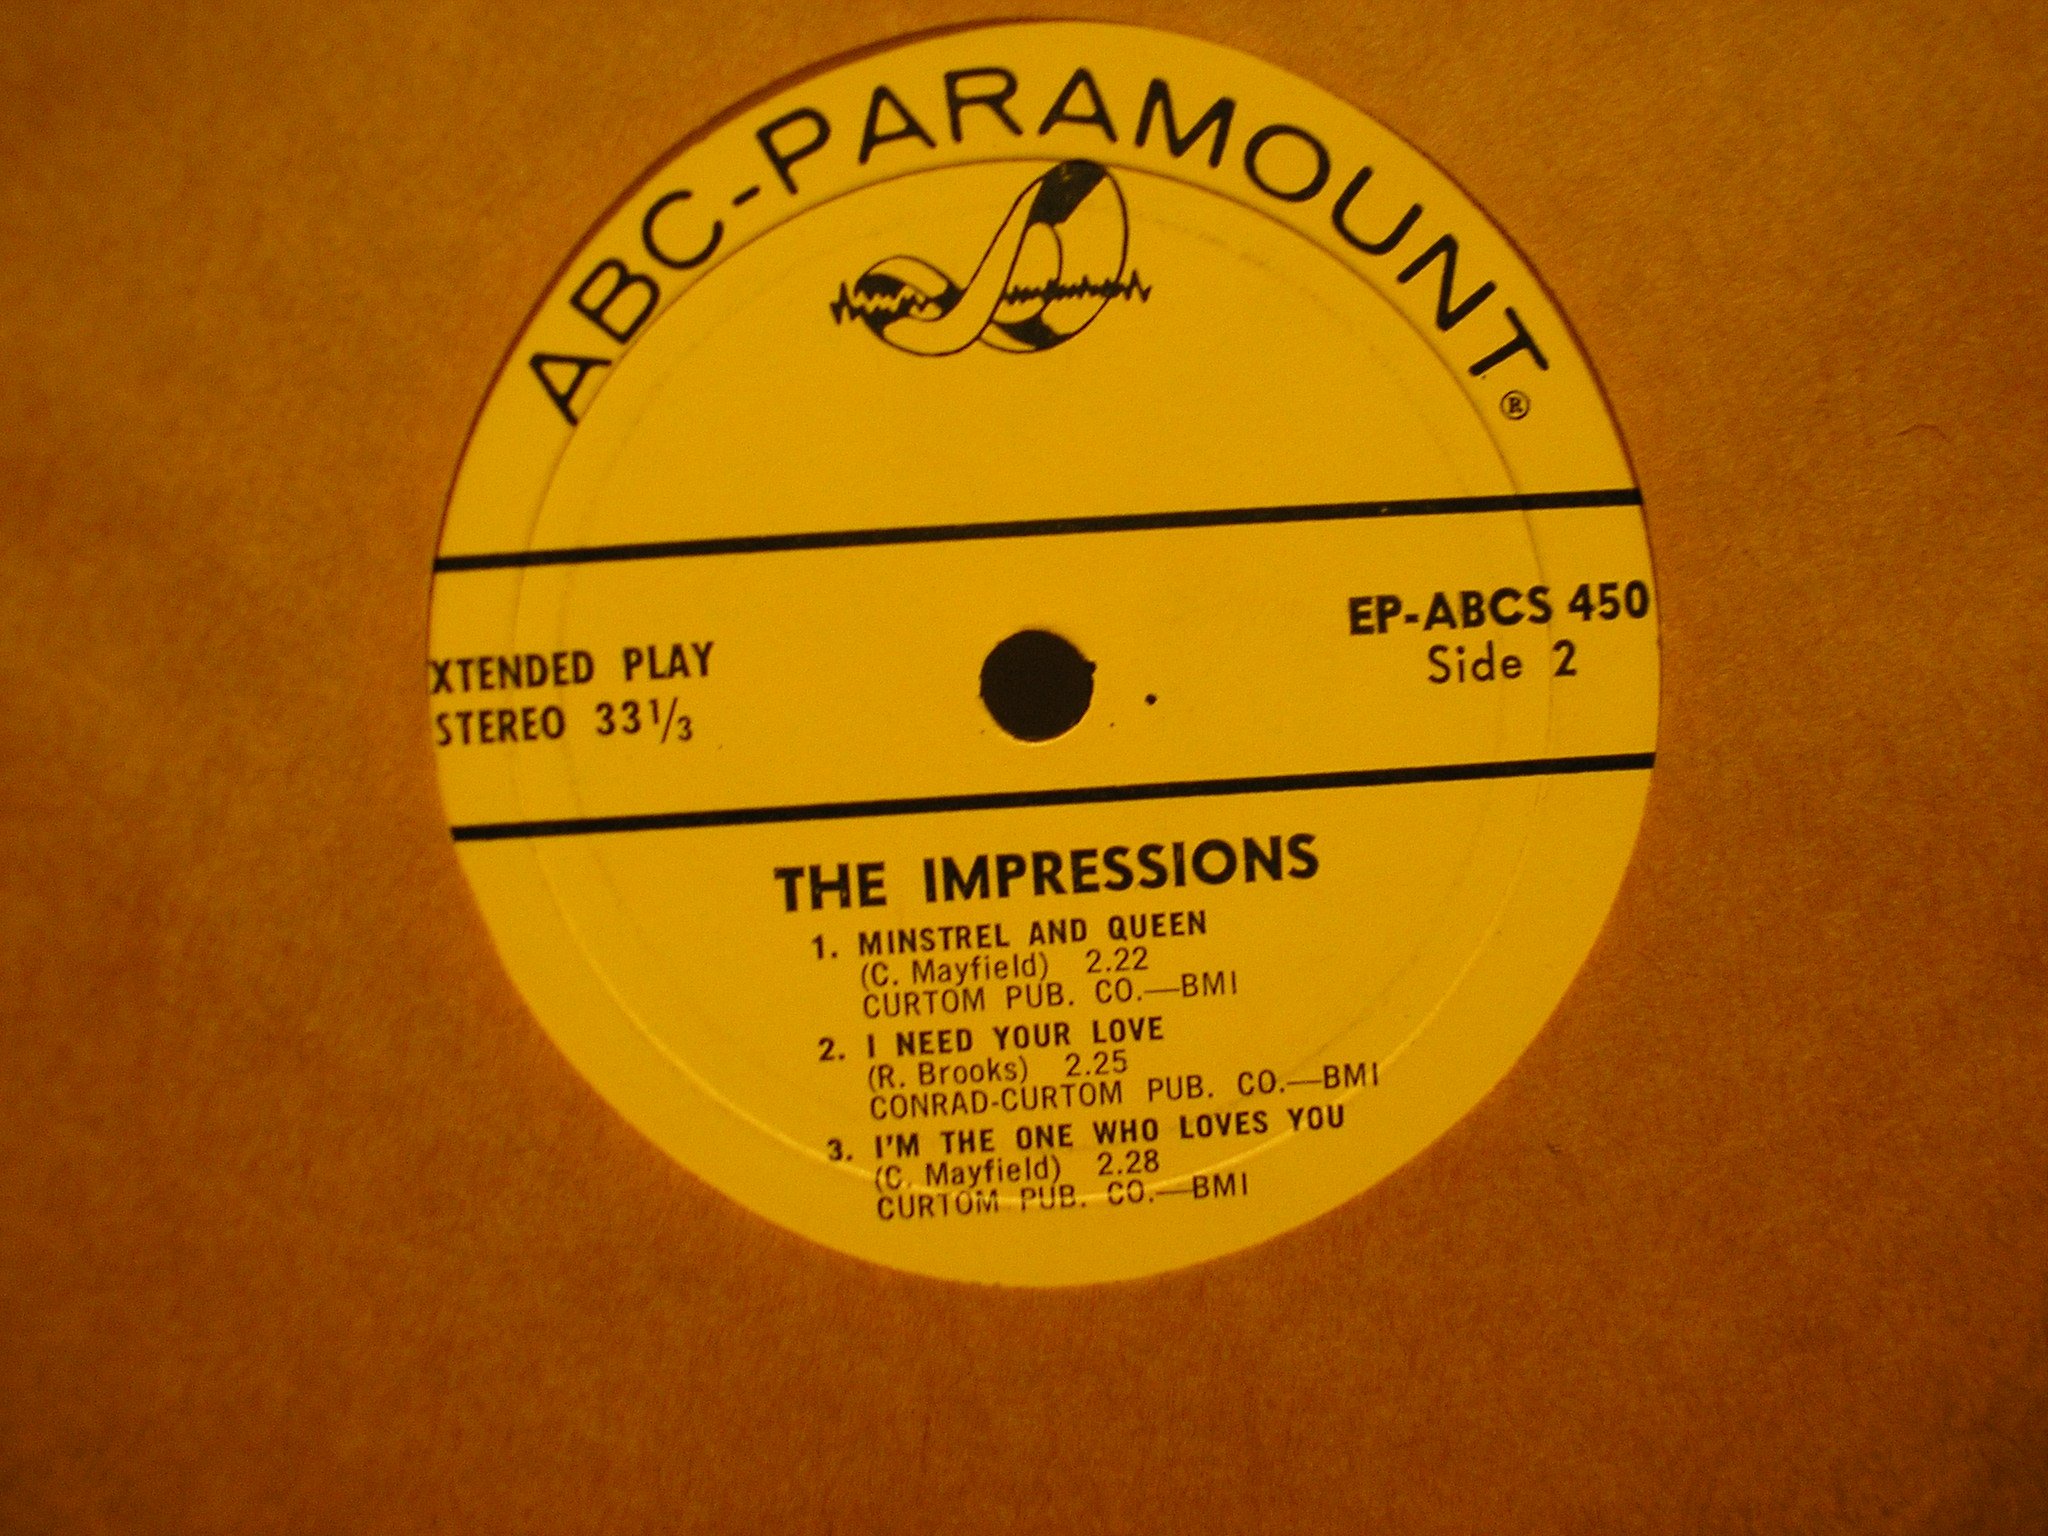 ABC-PARAMOUNT
®
XTENDED PLAY
STEREO 33 1/3
EP-ABCS 450
Side 2
THE IMPRESSIONS
1. MINSTREL AND QUEEN
(C. Mayfield) 2.22
CURTOM PUB. CO.—BMI
2. I NEED YOUR LOVE
(R. Brooks) 2.25
CONRAD-CURTOM PUB. CO.—BMI
3. I'M THE ONE WHO LOVES YOU
(C. Mayfield) 2.28
CURTOM PUB. CO.—BMI